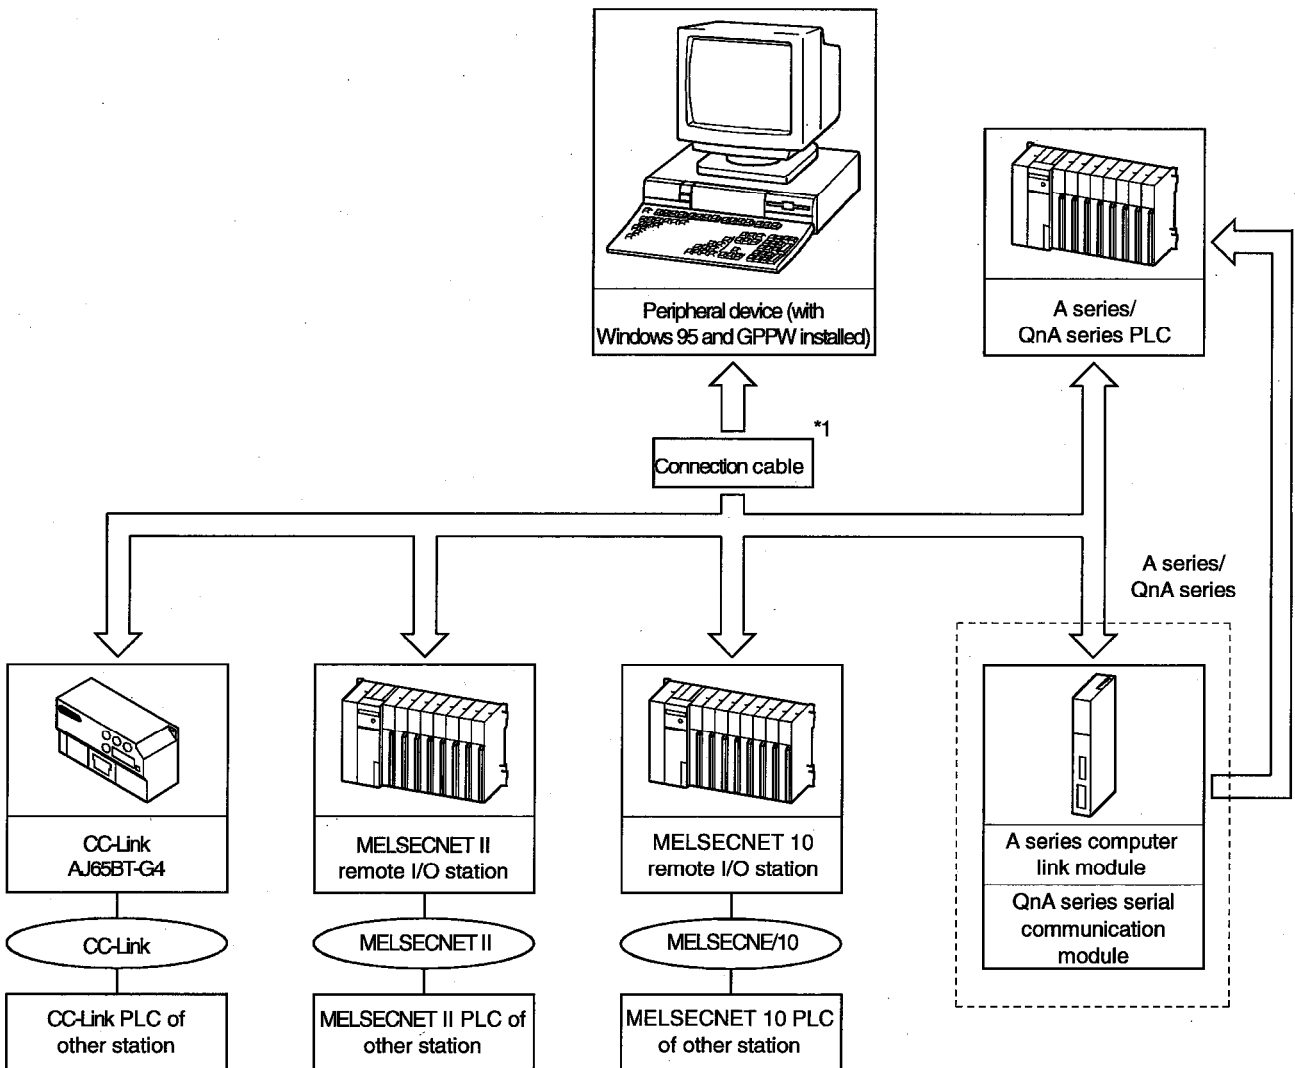 Peripheral device (with
Windows 95 and GPPW installed)
A series/
QnA series PLC
*1
Connection cable
A series/
QnA series
CC-Link
AJ65BT-G4
MELSECNET II
remote I/O station
MELSECNET 10
remote I/O station
A series computer
link module
QnA series serial
communication
module
CC-Link
MELSECNET II
MELSECNE/10
CC-Link PLC of
other station
MELSECNET II PLC of
other station
MELSECNET 10 PLC
of other station